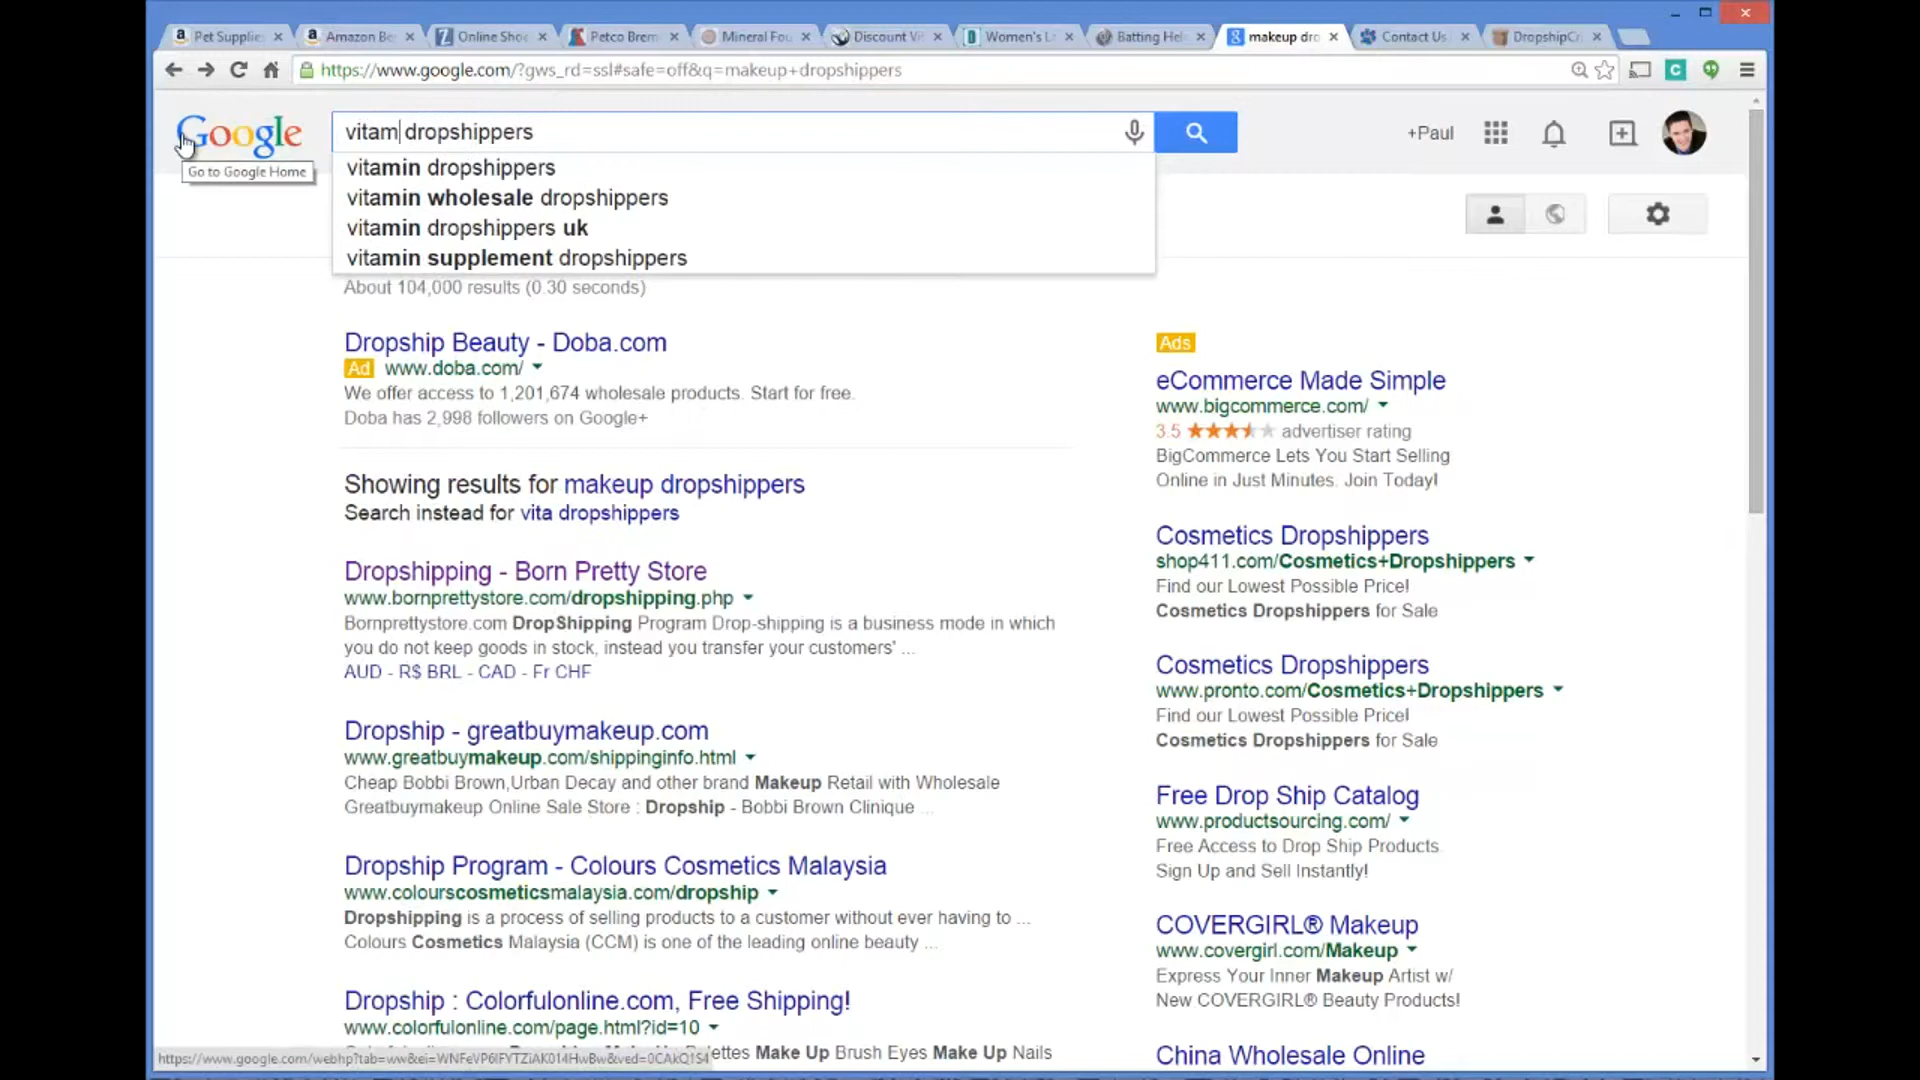 Pet Supplie
Amazon Be
Online Shoe
Petco Brem
Mineral Fou
Discount Vi
Women's L
Batting Hel
makeup dro
Contact Us
DropshipCr
https://www.google.com/?gws_rd=ssl#safe=off&q=makeup+dropshippers
Google
vitam dropshippers
+Paul
Go to Google Home
vitamin dropshippers
vitamin wholesale dropshippers
vitamin dropshippers uk
vitamin supplement dropshippers
About 104,000 results (0.30 seconds)
Dropship Beauty - Doba.com
Ad www.doba.com/
We offer access to 1,201,674 wholesale products. Start for free.
Doba has 2,998 followers on Google+
Showing results for makeup dropshippers
Search instead for vita dropshippers
Dropshipping - Born Pretty Store
www.bornprettystore.com/dropshipping.php
Bornprettystore.com DropShipping Program Drop-shipping is a business mode in which
you do not keep goods in stock, instead you transfer your customers' ...
AUD - R$ BRL - CAD - Fr CHF
Dropship - greatbuymakeup.com
www.greatbuymakeup.com/shippinginfo.html
Cheap Bobbi Brown,Urban Decay and other brand Makeup Retail with Wholesale
Greatbuymakeup Online Sale Store : Dropship - Bobbi Brown Clinique ...
Dropship Program - Colours Cosmetics Malaysia
www.colourscosmeticsmalaysia.com/dropship
Dropshipping is a process of selling products to a customer without ever having to ...
Colours Cosmetics Malaysia (CCM) is one of the leading online beauty ...
Dropship : Colorfulonline.com, Free Shipping!
www.colorfulonline.com/page.html?id=10
Make Up Brush Eyes Make Up Nails
Ads
eCommerce Made Simple
www.bigcommerce.com/
3.5 advertiser rating
BigCommerce Lets You Start Selling
Online in Just Minutes. Join Today!
Cosmetics Dropshippers
shop411.com/Cosmetics+Dropshippers
Find our Lowest Possible Price!
Cosmetics Dropshippers for Sale
Cosmetics Dropshippers
www.pronto.com/Cosmetics+Dropshippers
Find our Lowest Possible Price!
Cosmetics Dropshippers for Sale
Free Drop Ship Catalog
www.productsourcing.com/
Free Access to Drop Ship Products.
Sign Up and Sell Instantly!
COVERGIRL® Makeup
www.covergirl.com/Makeup
Express Your Inner Makeup Artist w/
New COVERGIRL® Beauty Products!
China Wholesale Online